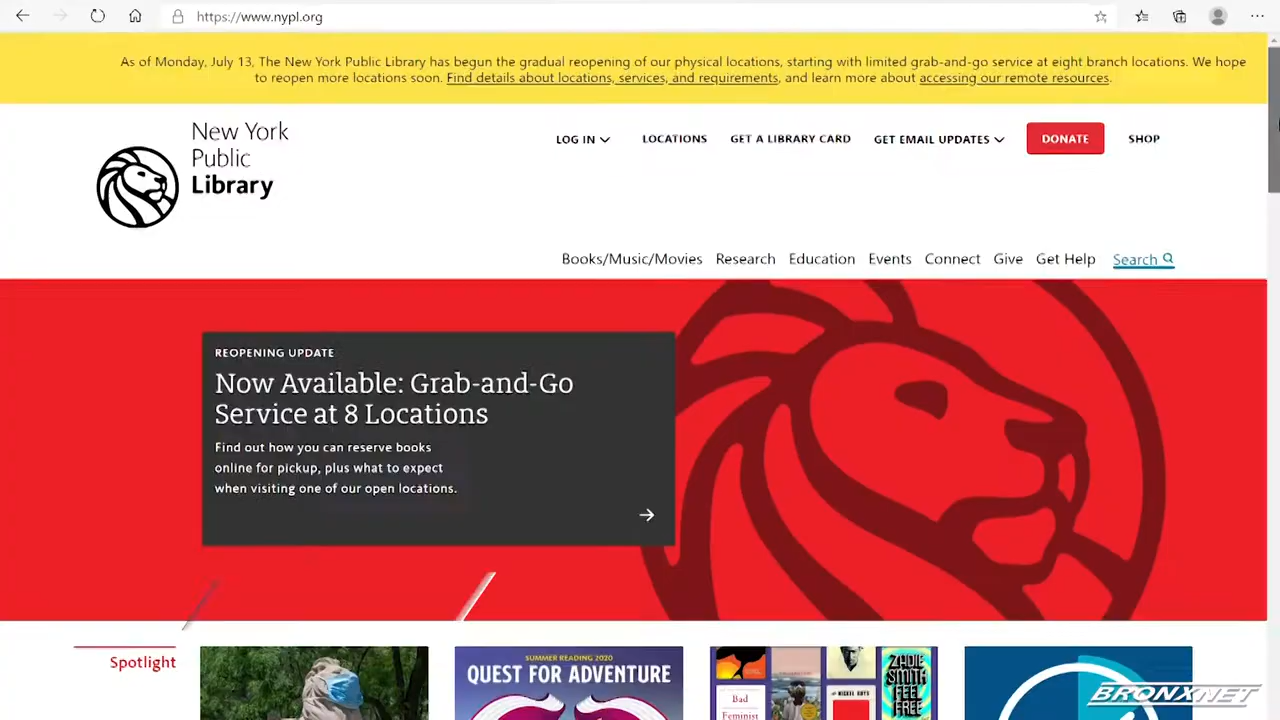 https://www.nypl.org
As of Monday, July 13, The New York Public Library has begun the gradual reopening of our physical locations, starting with limited grab-and-go service at eight branch locations. We hope
to reopen more locations soon. Find details about locations, services, and requirements, and learn more about accessing our remote resources.
New York
Public
Library
LOG IN LOCATIONS GET A LIBRARY CARD GET EMAIL UPDATES DONATE SHOP
Books/Music/Movies Research Education Events Connect Give Get Help Search
REOPENING UPDATE
Now Available: Grab-and-Go
Service at 8 Locations
Find out how you can reserve books
online for pickup, plus what to expect
when visiting one of our open locations.
Spotlight
SUMMER READING 2020
QUEST FOR ADVENTURE
Bad
Feminist
ZADIE
SMITH
FEEL
FREE
BRONXNET